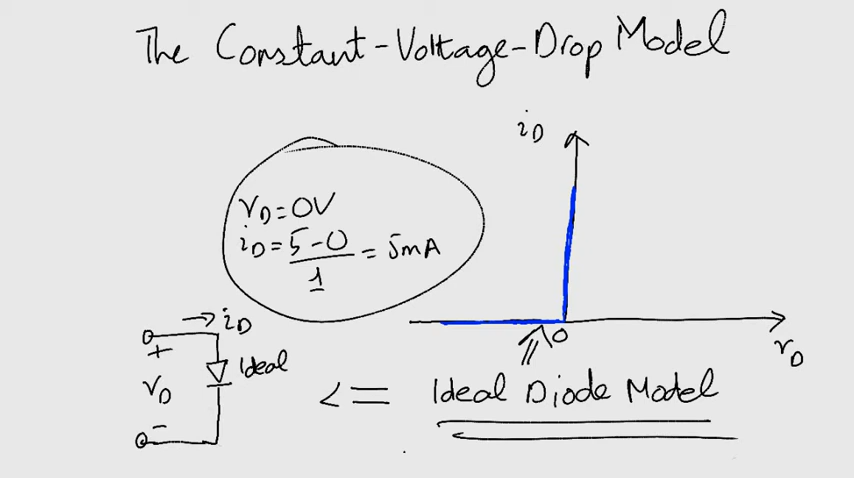 The Constant-Voltage-Drop Model
iD
VD = 0V
iD = 5-0 / 1 = 5mA
0
VD
iD
+
VD
-
Ideal
<= Ideal Diode Model